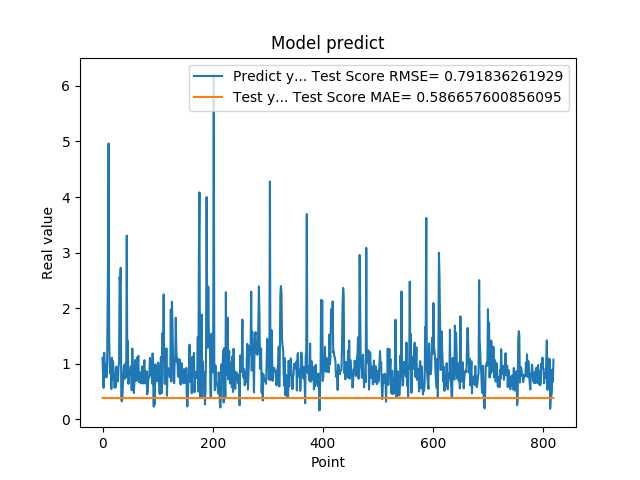 Model predict
Predict y... Test Score RMSE= 0.791836261929
Test y... Test Score MAE= 0.586657600856095
Real value
6
5
4
3
2
1
0
0 200 400 600 800
Point